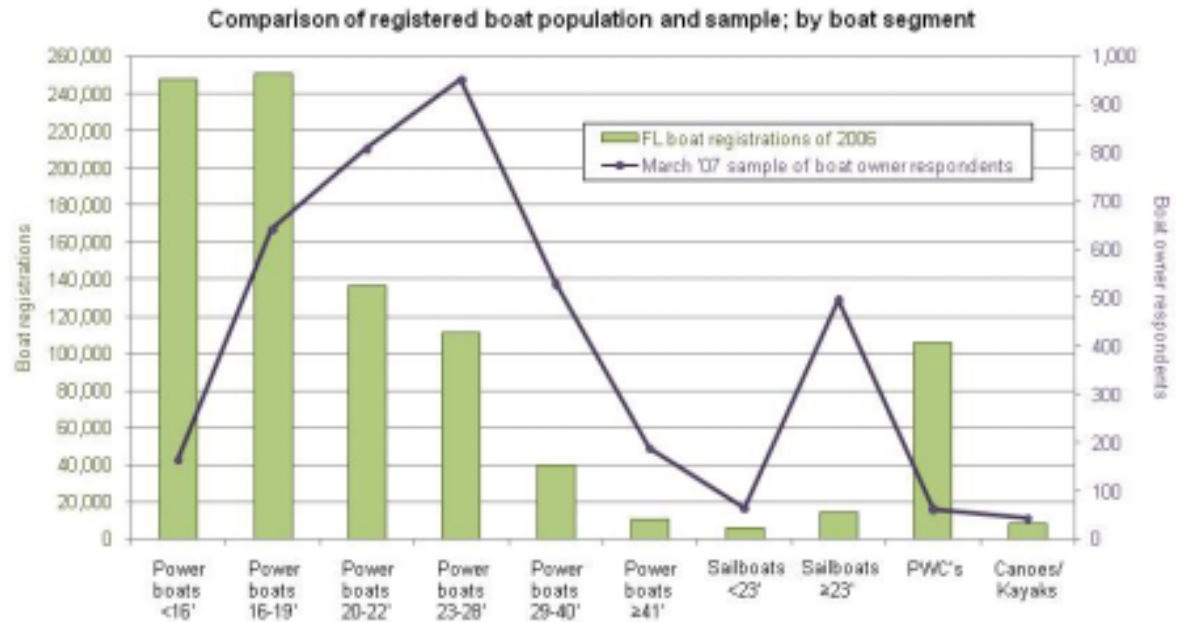 Comparison of registered boat population and sample; by boat segment
260,000
240,000
220,000
200,000
180,000
160,000
140,000
120,000
100,000
80,000
60,000
40,000
20,000
0
Boat registrations
1,000
900
800
700
600
500
400
300
200
100
0
Boat owner respondents
FL boat registrations of 2006
March '07 sample of boat owner respondents
Power boats <16'
Power boats 16-19'
Power boats 20-22'
Power boats 23-28'
Power boats 29-40'
Power boats ≥41'
Sailboats <23'
Sailboats ≥23'
PWC's
Canoes/ Kayaks